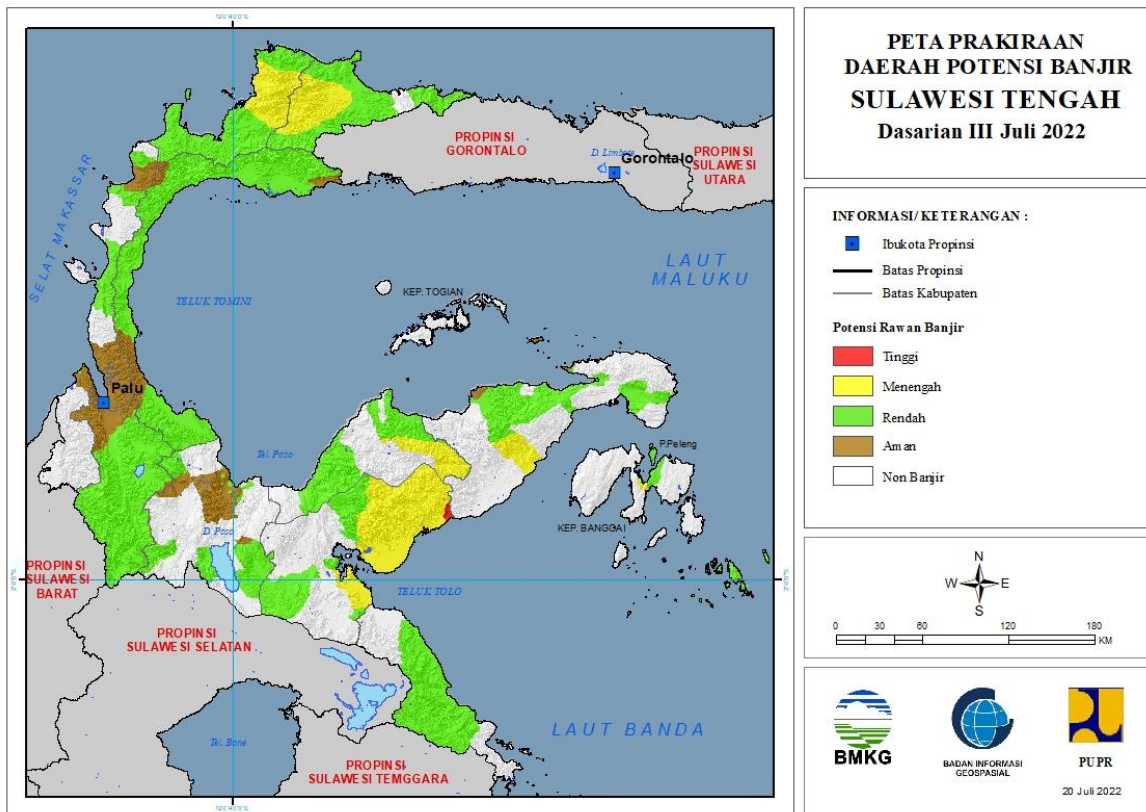 PETA PRAKIRAAN
DAERAH POTENSI BANJIR
SULAWESI TENGAH
Dasarian III Juli 2022
INFORMASI/ KETERANGAN :
Ibukota Propinsi
Batas Propinsi
Batas Kabupaten
Potensi Rawan Banjir
Tinggi
Menengah
Rendah
Aman
Non Banjir
N
W E
S
0 30 60 120 180
KM
BMKG
BADAN INFORMASI
GEOSPASIAL
PUPR
20 Juli 2022
PROPINSI
GORONTALO
D. Limboto
Gorontalo
PROPINSI
SULAWESI
UTARA
SELAT MAKASSAR
LAUT
MALUKU
TELUK TOMINI
KEP. TOGIAN
Palu
Tel. Poso
P.Peleng
KEP. BANGGAI
D. Poso
PROPINSI
SULAWESI
BARAT
TELUK TOLO
PROPINSI
SULAWESI SELATAN
LAUT BANDA
Tel. Bone
PROPINSI
SULAWESI TEMGGARA